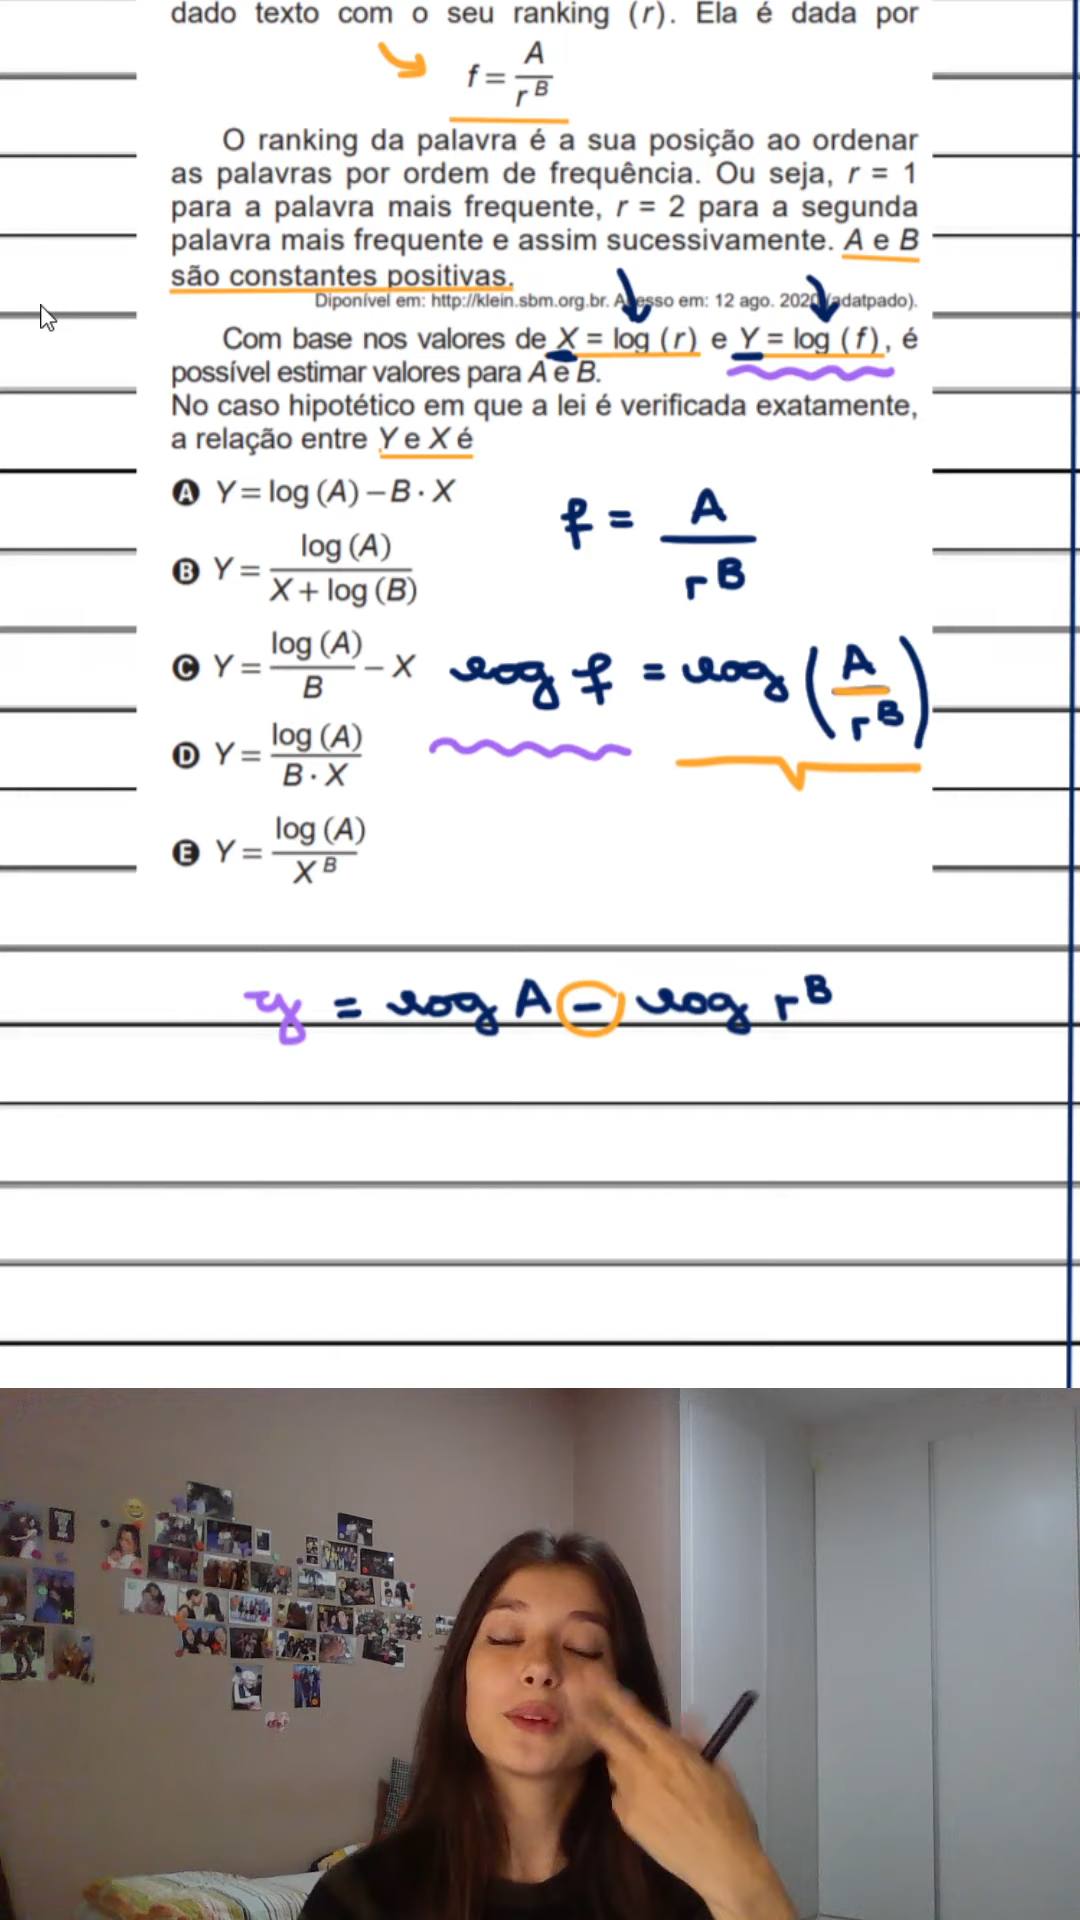 dado texto com o seu ranking (r). Ela é dada por
f = A / r^B
O ranking da palavra é a sua posição ao ordenar
as palavras por ordem de frequência. Ou seja, r = 1
para a palavra mais frequente, r = 2 para a segunda
palavra mais frequente e assim sucessivamente. A e B
são constantes positivas.
Diponível em: http://klein.sbm.org.br. Acesso em: 12 ago. 2020 (adatpado).
Com base nos valores de X = log (r) e Y = log (f), é
possível estimar valores para A e B.
No caso hipotético em que a lei é verificada exatamente,
a relação entre Y e X é
A Y = log (A) – B · X
B Y = log (A) / X + log (B)
C Y = log (A) / B – X
D Y = log (A) / B · X
E Y = log (A) / X^B
f = A / r^B
log f = log (A / r^B)
y = log A – log r^B